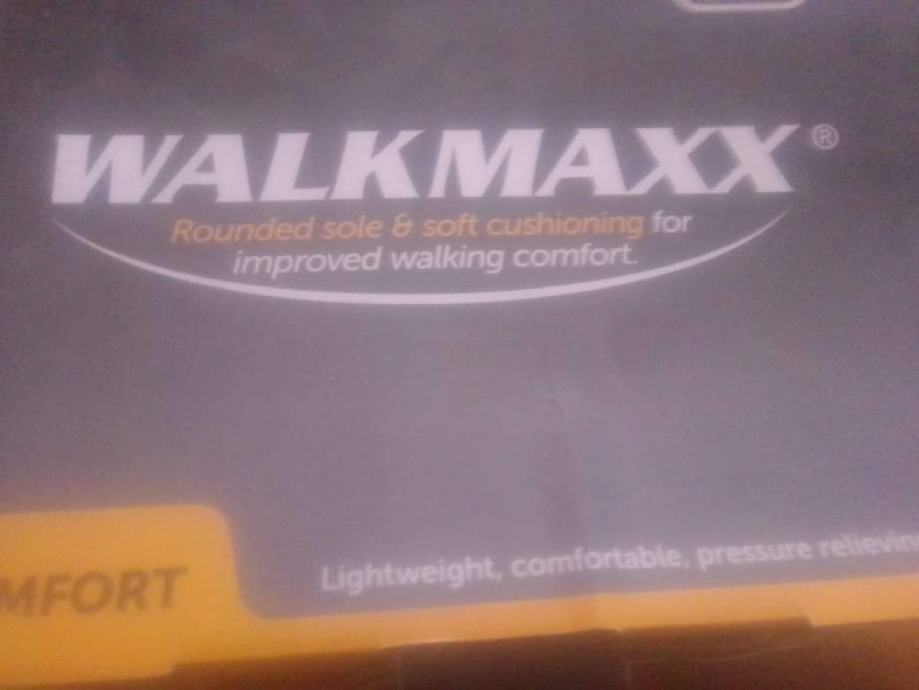 WALKMAXX®
Rounded sole & soft cushioning for
improved walking comfort.
MFORT
Lightweight, comfortable, pressure relievin